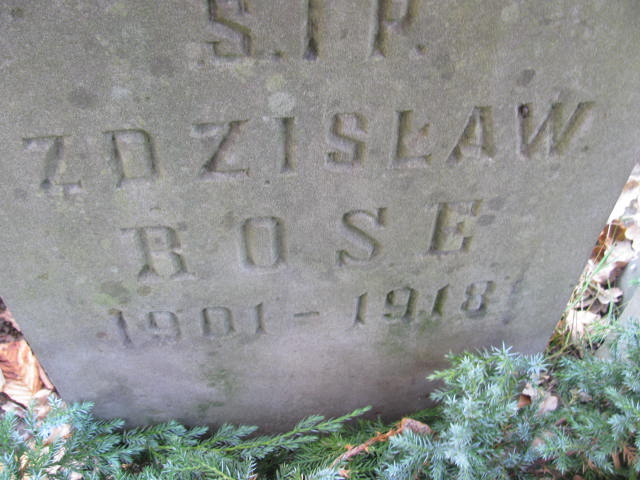 Ś.P.
ZDZISŁAW
ROSE
1901-1918